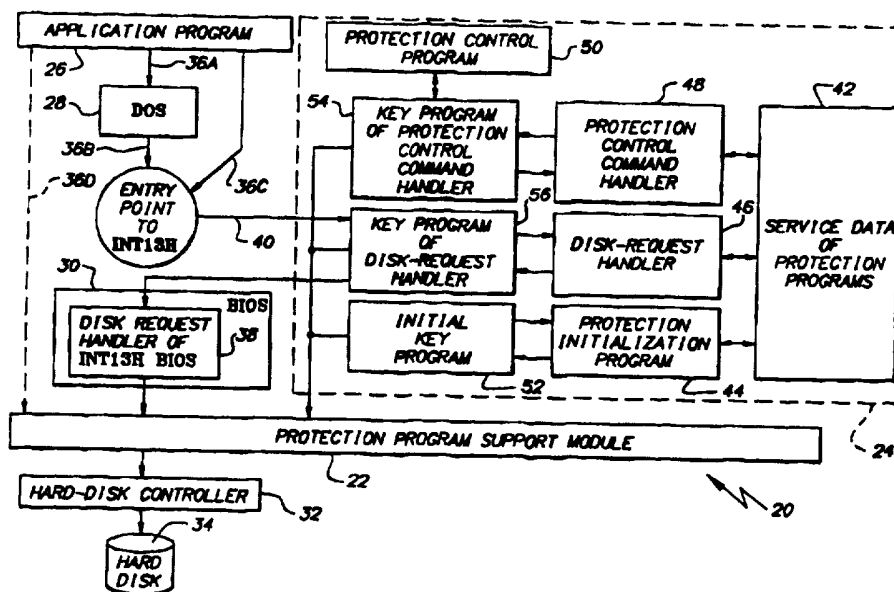 APPLICATION PROGRAM
26
36A
28
DOS
36B
36D
36C
ENTRY
POINT
TO
INT13H
40
30
BIOS
DISK REQUEST
HANDLER OF
INT13H BIOS
38
PROTECTION CONTROL
PROGRAM
50
54
KEY PROGRAM
OF PROTECTION
CONTROL
COMMAND
HANDLER
48
PROTECTION
CONTROL
COMMAND
HANDLER
42
SERVICE DATA
OF
PROTECTION
PROGRAMS
56
KEY PROGRAM
OF
DISK-REQUEST
HANDLER
46
DISK-REQUEST
HANDLER
INITIAL
KEY
PROGRAM
52
PROTECTION
INITIALIZATION
PROGRAM
44
24
PROTECTION PROGRAM SUPPORT MODULE
22
20
HARD-DISK CONTROLLER
32
34
HARD
DISK